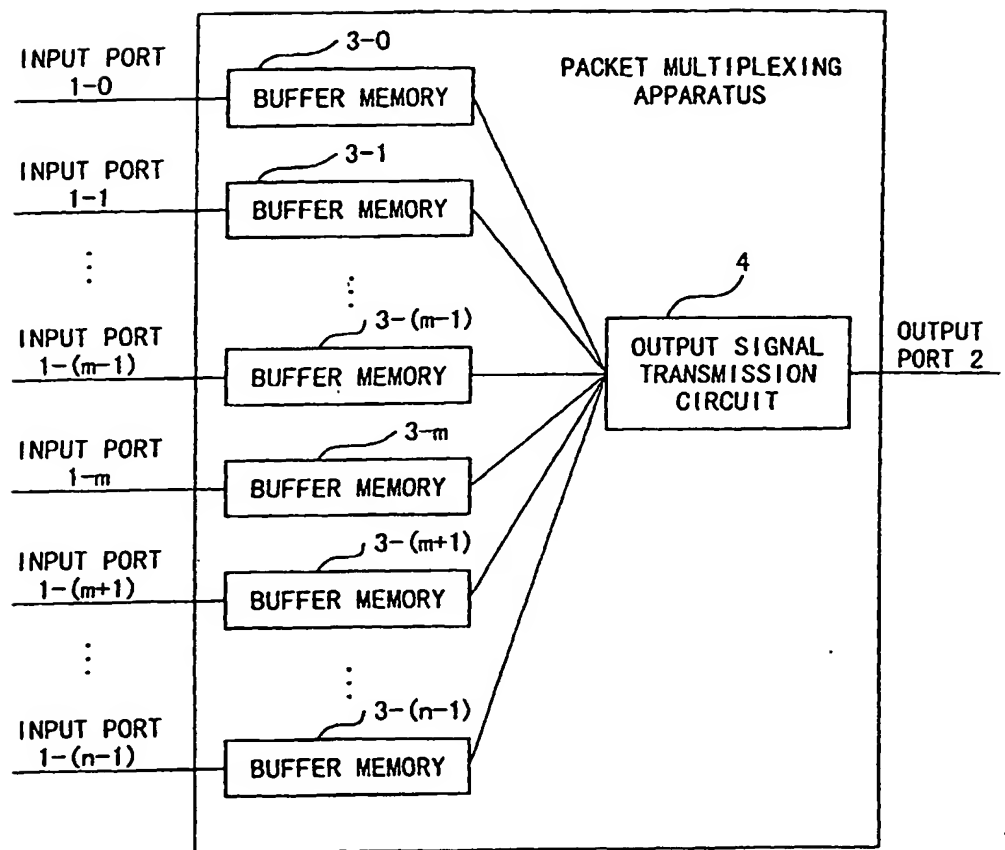 3-0
INPUT PORT
1-0
BUFFER MEMORY
PACKET MULTIPLEXING
APPARATUS
3-1
INPUT PORT
1-1
BUFFER MEMORY
⋮
⋮
3-(m-1)
INPUT PORT
1-(m-1)
BUFFER MEMORY
4
OUTPUT SIGNAL
TRANSMISSION
CIRCUIT
OUTPUT
PORT 2
3-m
INPUT PORT
1-m
BUFFER MEMORY
3-(m+1)
INPUT PORT
1-(m+1)
BUFFER MEMORY
⋮
⋮
3-(n-1)
INPUT PORT
1-(n-1)
BUFFER MEMORY